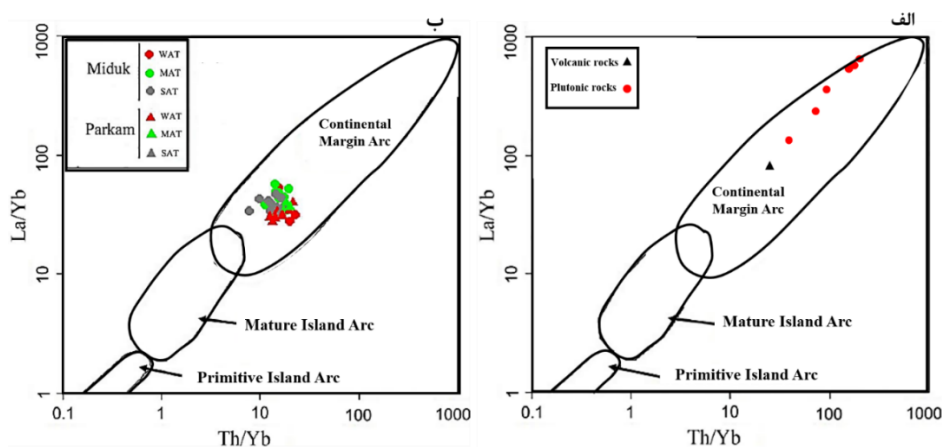 ب
1000
100
10
1
La/Yb
Miduk
WAT
MAT
SAT
Parkam
WAT
MAT
SAT
Continental
Margin Arc
Mature Island Arc
Primitive Island Arc
0.1 1 10 100 1000
Th/Yb
الف
1000
100
10
1
La/Yb
Volcanic rocks
Plutonic rocks
Continental
Margin Arc
Mature Island Arc
Primitive Island Arc
0.1 1 10 100 1000
Th/Yb